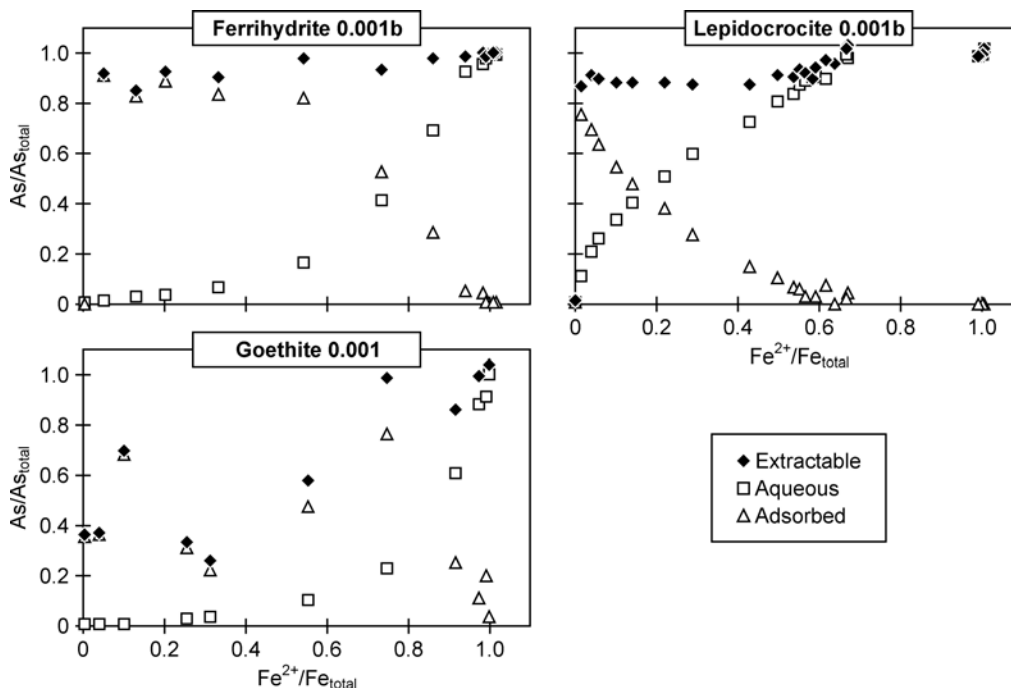 Ferrihydrite 0.001b
As/As_total
1.0
0.8
0.6
0.4
0.2
0
Lepidocrocite 0.001b
0 0.2 0.4 0.6 0.8 1.0
Fe²⁺/Fe_total
Goethite 0.001
As/As_total
1.0
0.8
0.6
0.4
0.2
0
0 0.2 0.4 0.6 0.8 1.0
Fe²⁺/Fe_total
Extractable
Aqueous
Adsorbed